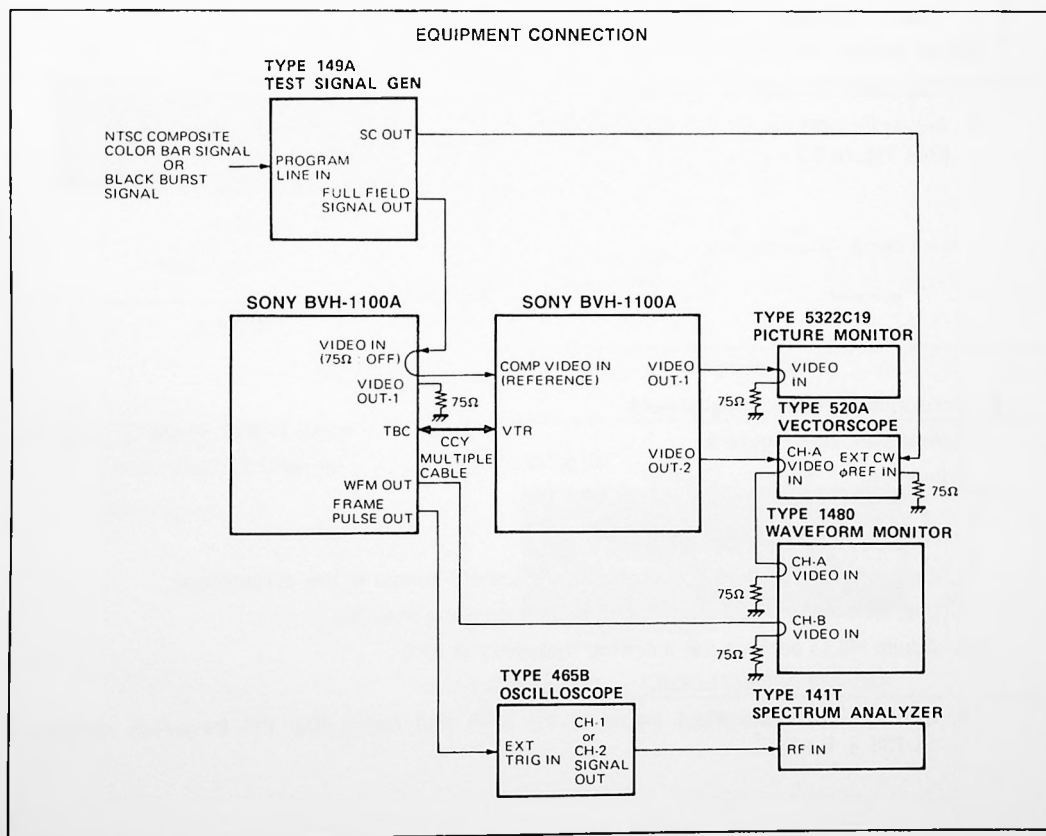 EQUIPMENT CONNECTION
TYPE 149A
TEST SIGNAL GEN
SC OUT
NTSC COMPOSITE
COLOR BAR SIGNAL
OR
BLACK BURST
SIGNAL
PROGRAM
LINE IN
FULL FIELD
SIGNAL OUT
SONY BVH-1100A
VIDEO IN
(75Ω : OFF)
VIDEO
OUT-1
75Ω
TBC
CCY
MULTIPLE
CABLE
WFM OUT
FRAME
PULSE OUT
SONY BVH-1100A
COMP VIDEO IN
(REFERENCE)
VTR
VIDEO
OUT-1
VIDEO
OUT-2
TYPE 5322C19
PICTURE MONITOR
VIDEO
IN
75Ω
TYPE 520A
VECTORSCOPE
CH-A
VIDEO
IN
EXT CW
φREF IN
75Ω
TYPE 1480
WAVEFORM MONITOR
CH-A
VIDEO IN
75Ω
CH-B
VIDEO IN
75Ω
TYPE 465B
OSCILLOSCOPE
EXT
TRIG IN
CH-1
or
CH-2
SIGNAL
OUT
TYPE 141T
SPECTRUM ANALYZER
RF IN